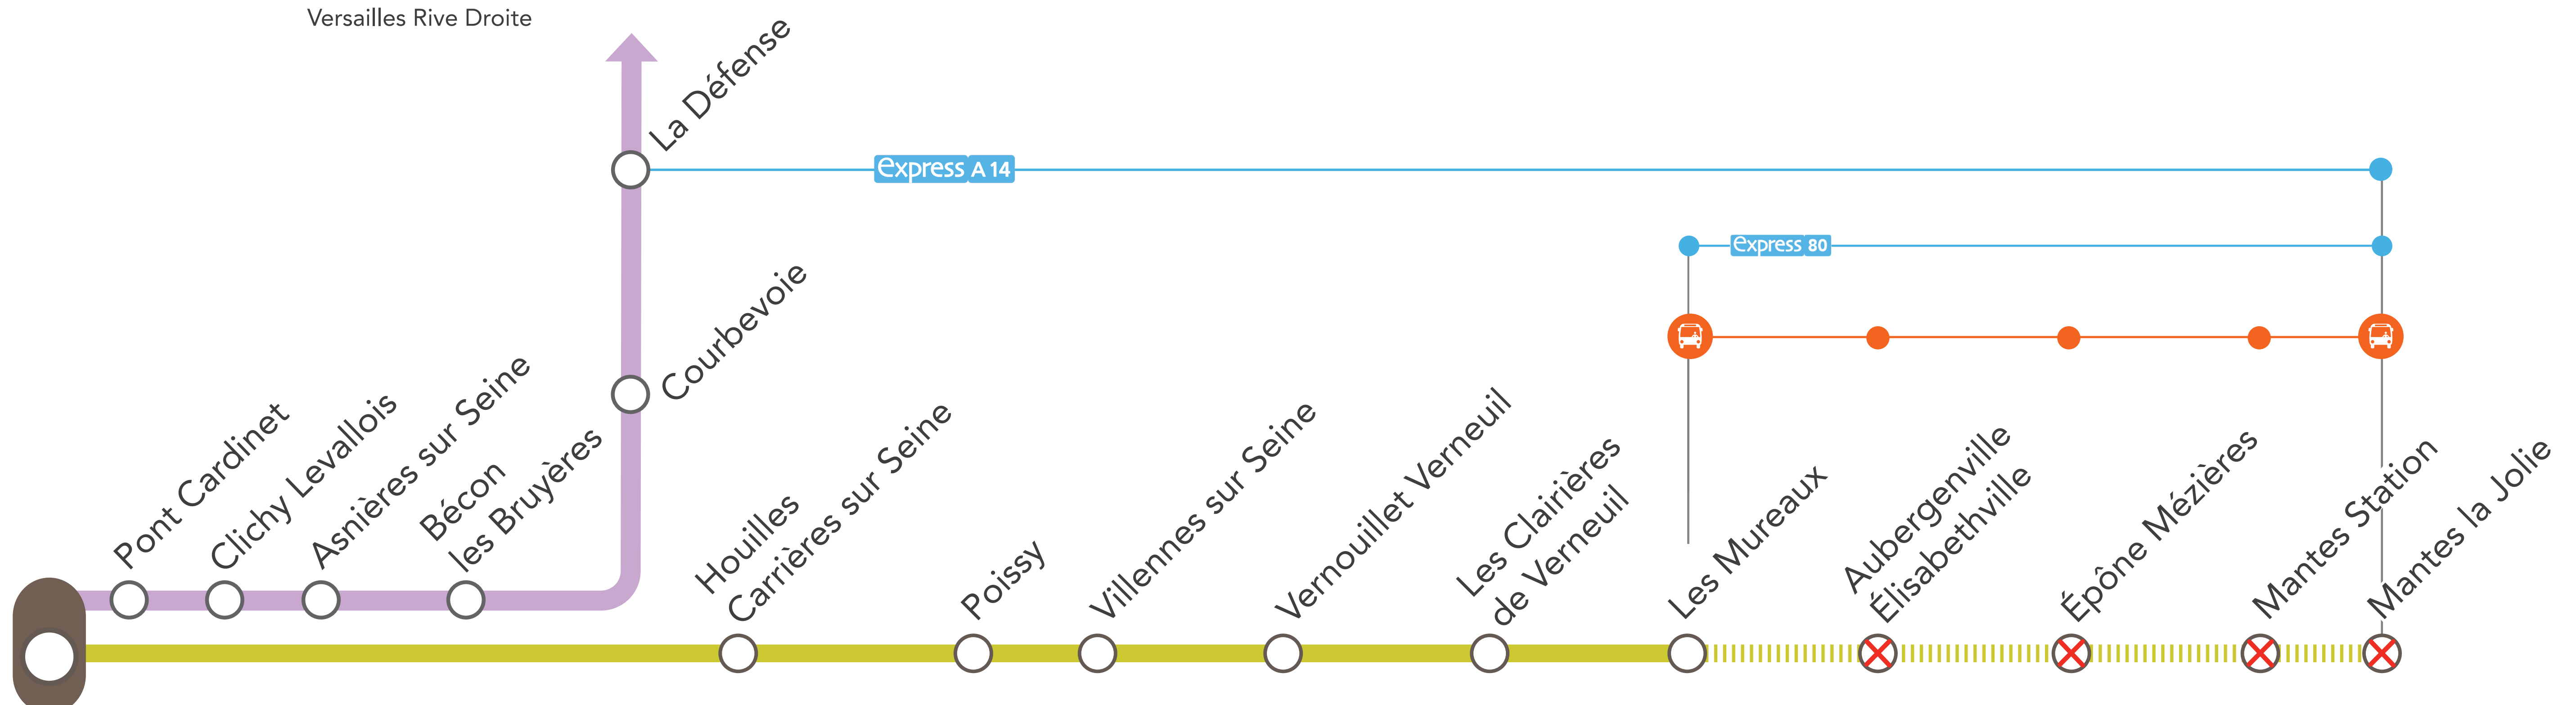 Versailles Rive Droite
La Défense
express A 14
express 80
Courbevoie
Pont Cardinet
Clichy Levallois
Asnières sur Seine
Bécon
les Bruyères
Houilles
Carrières sur Seine
Poissy
Villennes sur Seine
Vernouillet Verneuil
Les Clairières
de Verneuil
Les Mureaux
Aubergenville
Élisabethville
Épône Mézières
Mantes Station
Mantes la Jolie